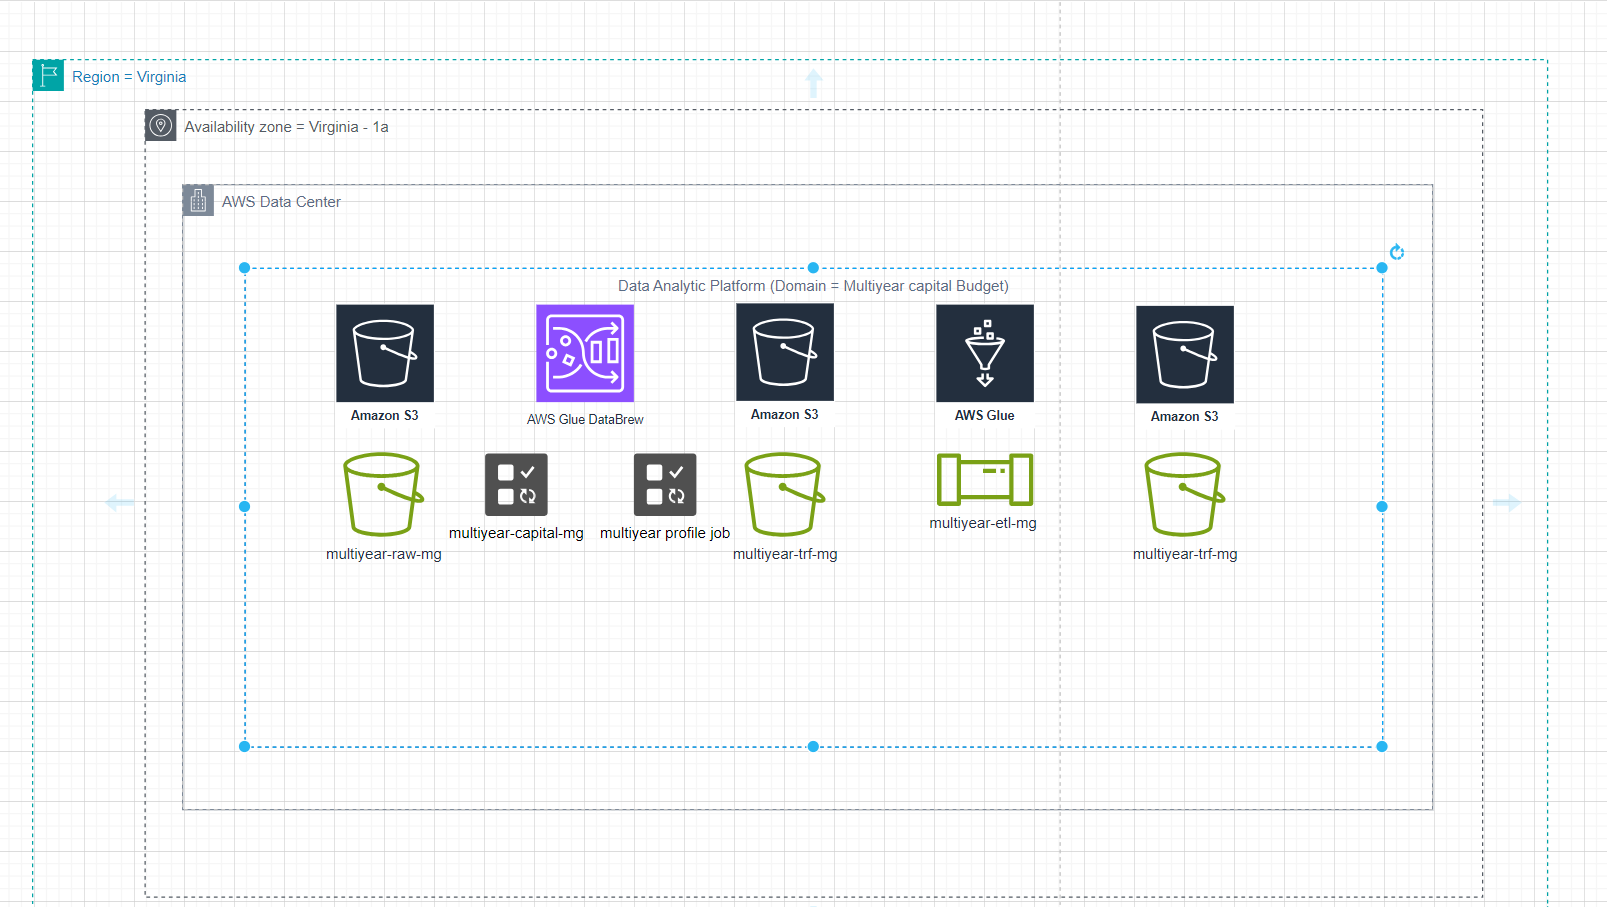 Region = Virginia
Availability zone = Virginia - 1a
AWS Data Center
Data Analytic Platform (Domain = Multiyear capital Budget)
Amazon S3
AWS Glue DataBrew
Amazon S3
AWS Glue
Amazon S3
multiyear-raw-mg
multiyear-capital-mg
multiyear profile job
multiyear-trf-mg
multiyear-etl-mg
multiyear-trf-mg